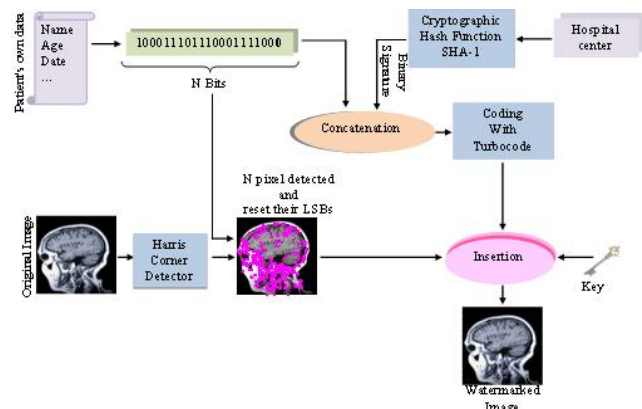 Patient's own data
Name
Age
Date
...
100011101110001111000
N Bits
Binary
Signature
Cryptographic
Hash Function
SHA-1
Hospital
center
Concatenation
Coding
With
Turbocode
N pixel detected
and
reset their LSBs
Original Image
Harris
Corner
Detector
Insertion
Key
Watermarked
Image